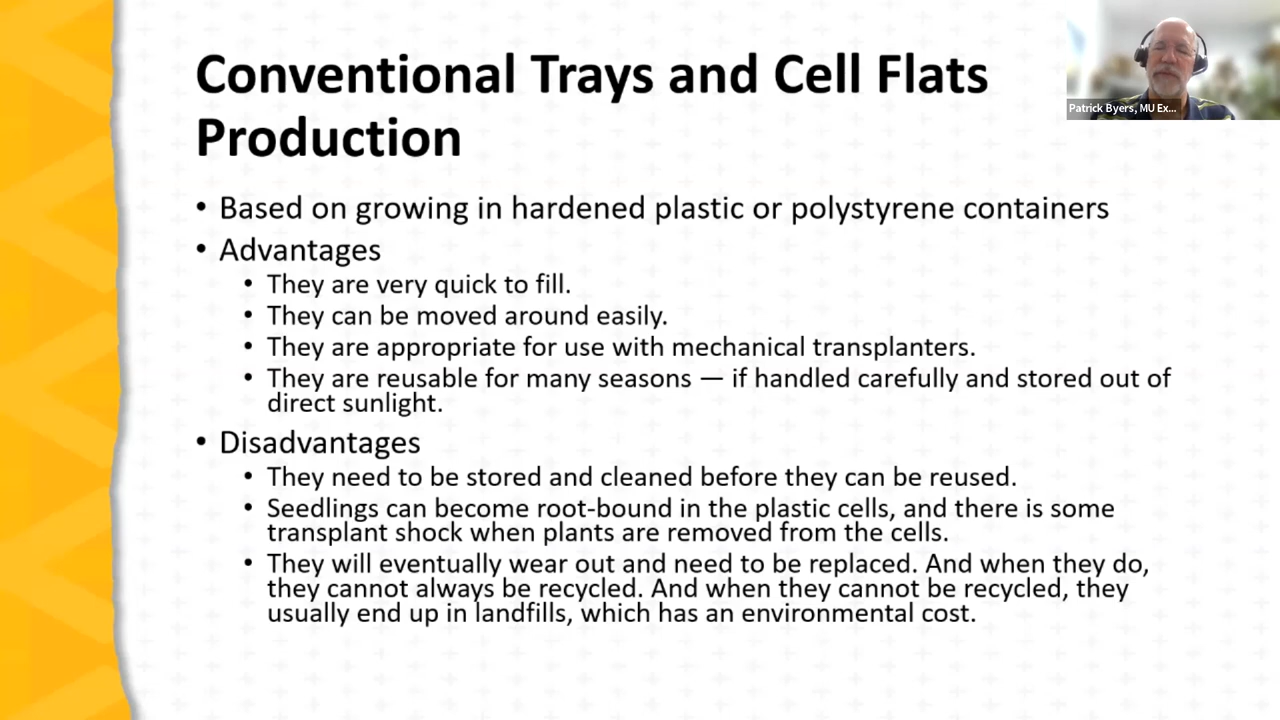 Conventional Trays and Cell Flats
Production
Patrick Byers, MU Ex...
• Based on growing in hardened plastic or polystyrene containers
• Advantages
• They are very quick to fill.
• They can be moved around easily.
• They are appropriate for use with mechanical transplanters.
• They are reusable for many seasons — if handled carefully and stored out of
direct sunlight.
• Disadvantages
• They need to be stored and cleaned before they can be reused.
• Seedlings can become root-bound in the plastic cells, and there is some
transplant shock when plants are removed from the cells.
• They will eventually wear out and need to be replaced. And when they do,
they cannot always be recycled. And when they cannot be recycled, they
usually end up in landfills, which has an environmental cost.